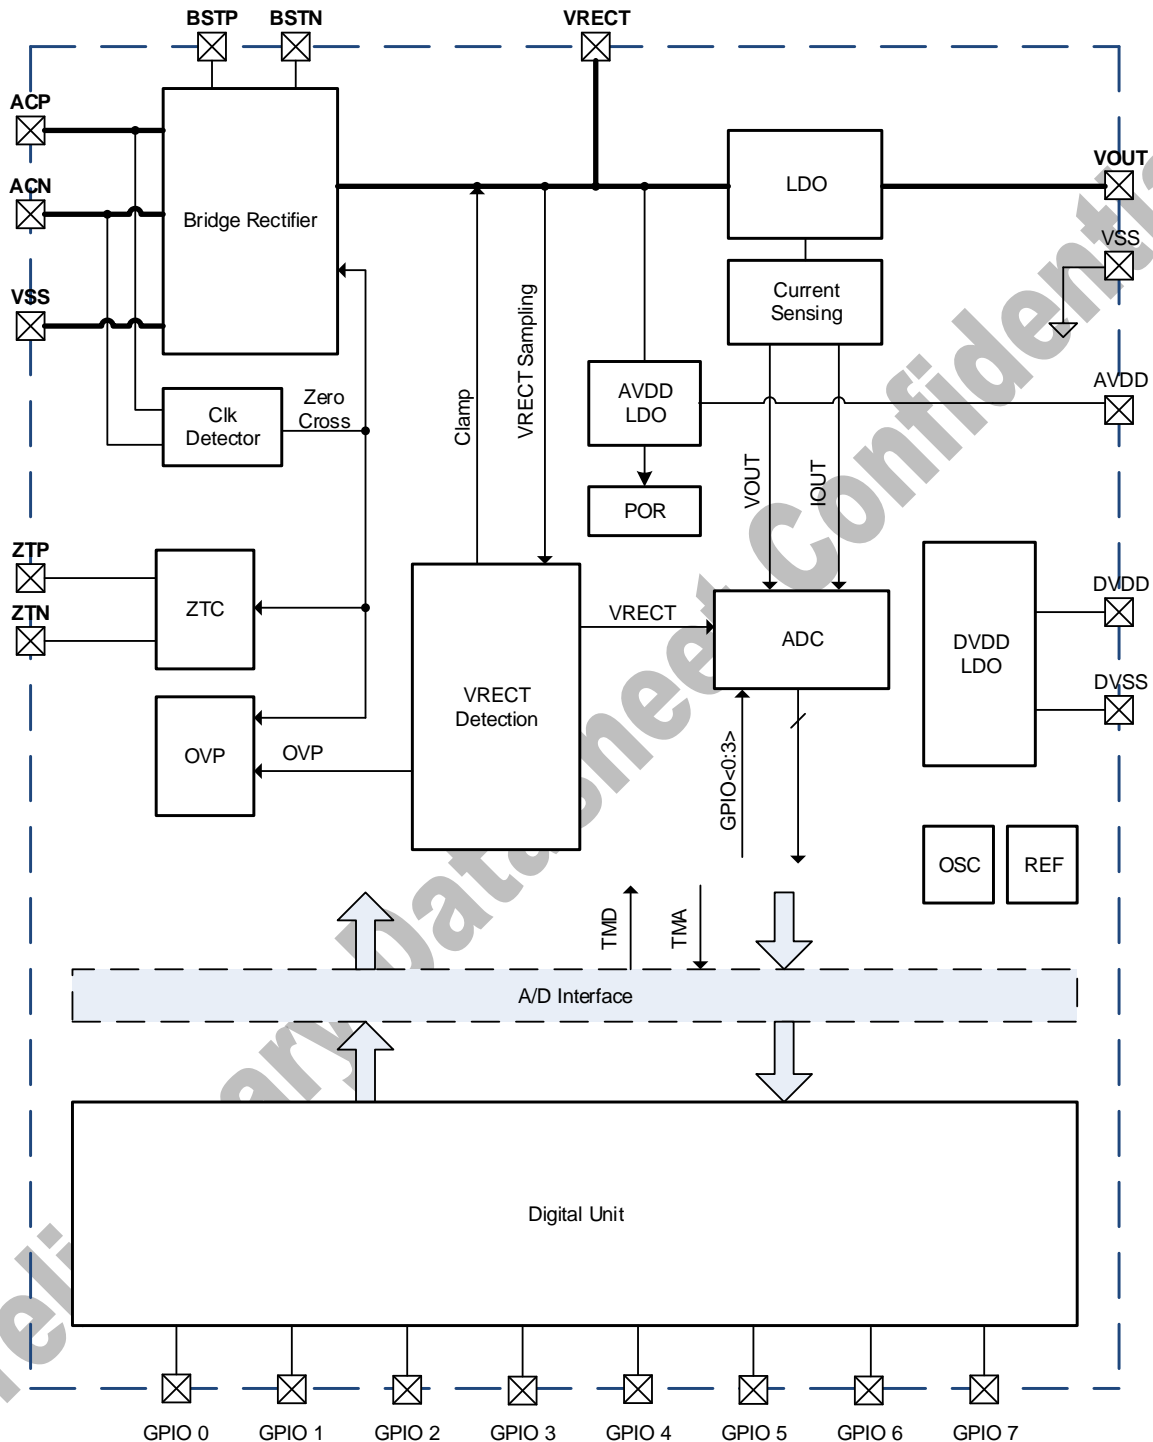 BSTP
BSTN
VRECT
ACP
ACN
VSS
Bridge Rectifier
LDO
VOUT
VSS
Current
Sensing
Clamp
VRECT Sampling
AVDD
LDO
AVDD
Clk
Detector
Zero
Cross
VOUT
IOUT
POR
ZTP
ZTN
ZTC
VRECT
ADC
DVDD
LDO
DVDD
DVSS
VRECT
Detection
OVP
OVP
GPIO<0:3>
OSC
REF
TMD
TMA
A/D Interface
Digital Unit
GPIO 0
GPIO 1
GPIO 2
GPIO 3
GPIO 4
GPIO 5
GPIO 6
GPIO 7